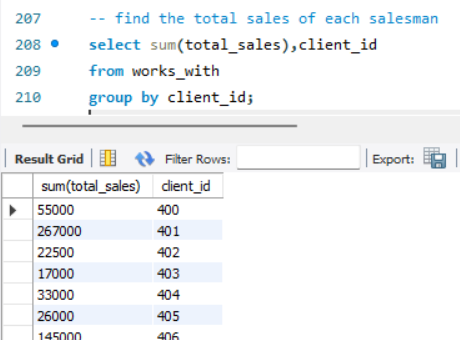 207 -- find the total sales of each salesman
208 select sum(total_sales),client_id
209 from works_with
210 group by client_id;
Result Grid Filter Rows: Export:
sum(total_sales) client_id
55000 400
267000 401
22500 402
17000 403
33000 404
26000 405
145000 406